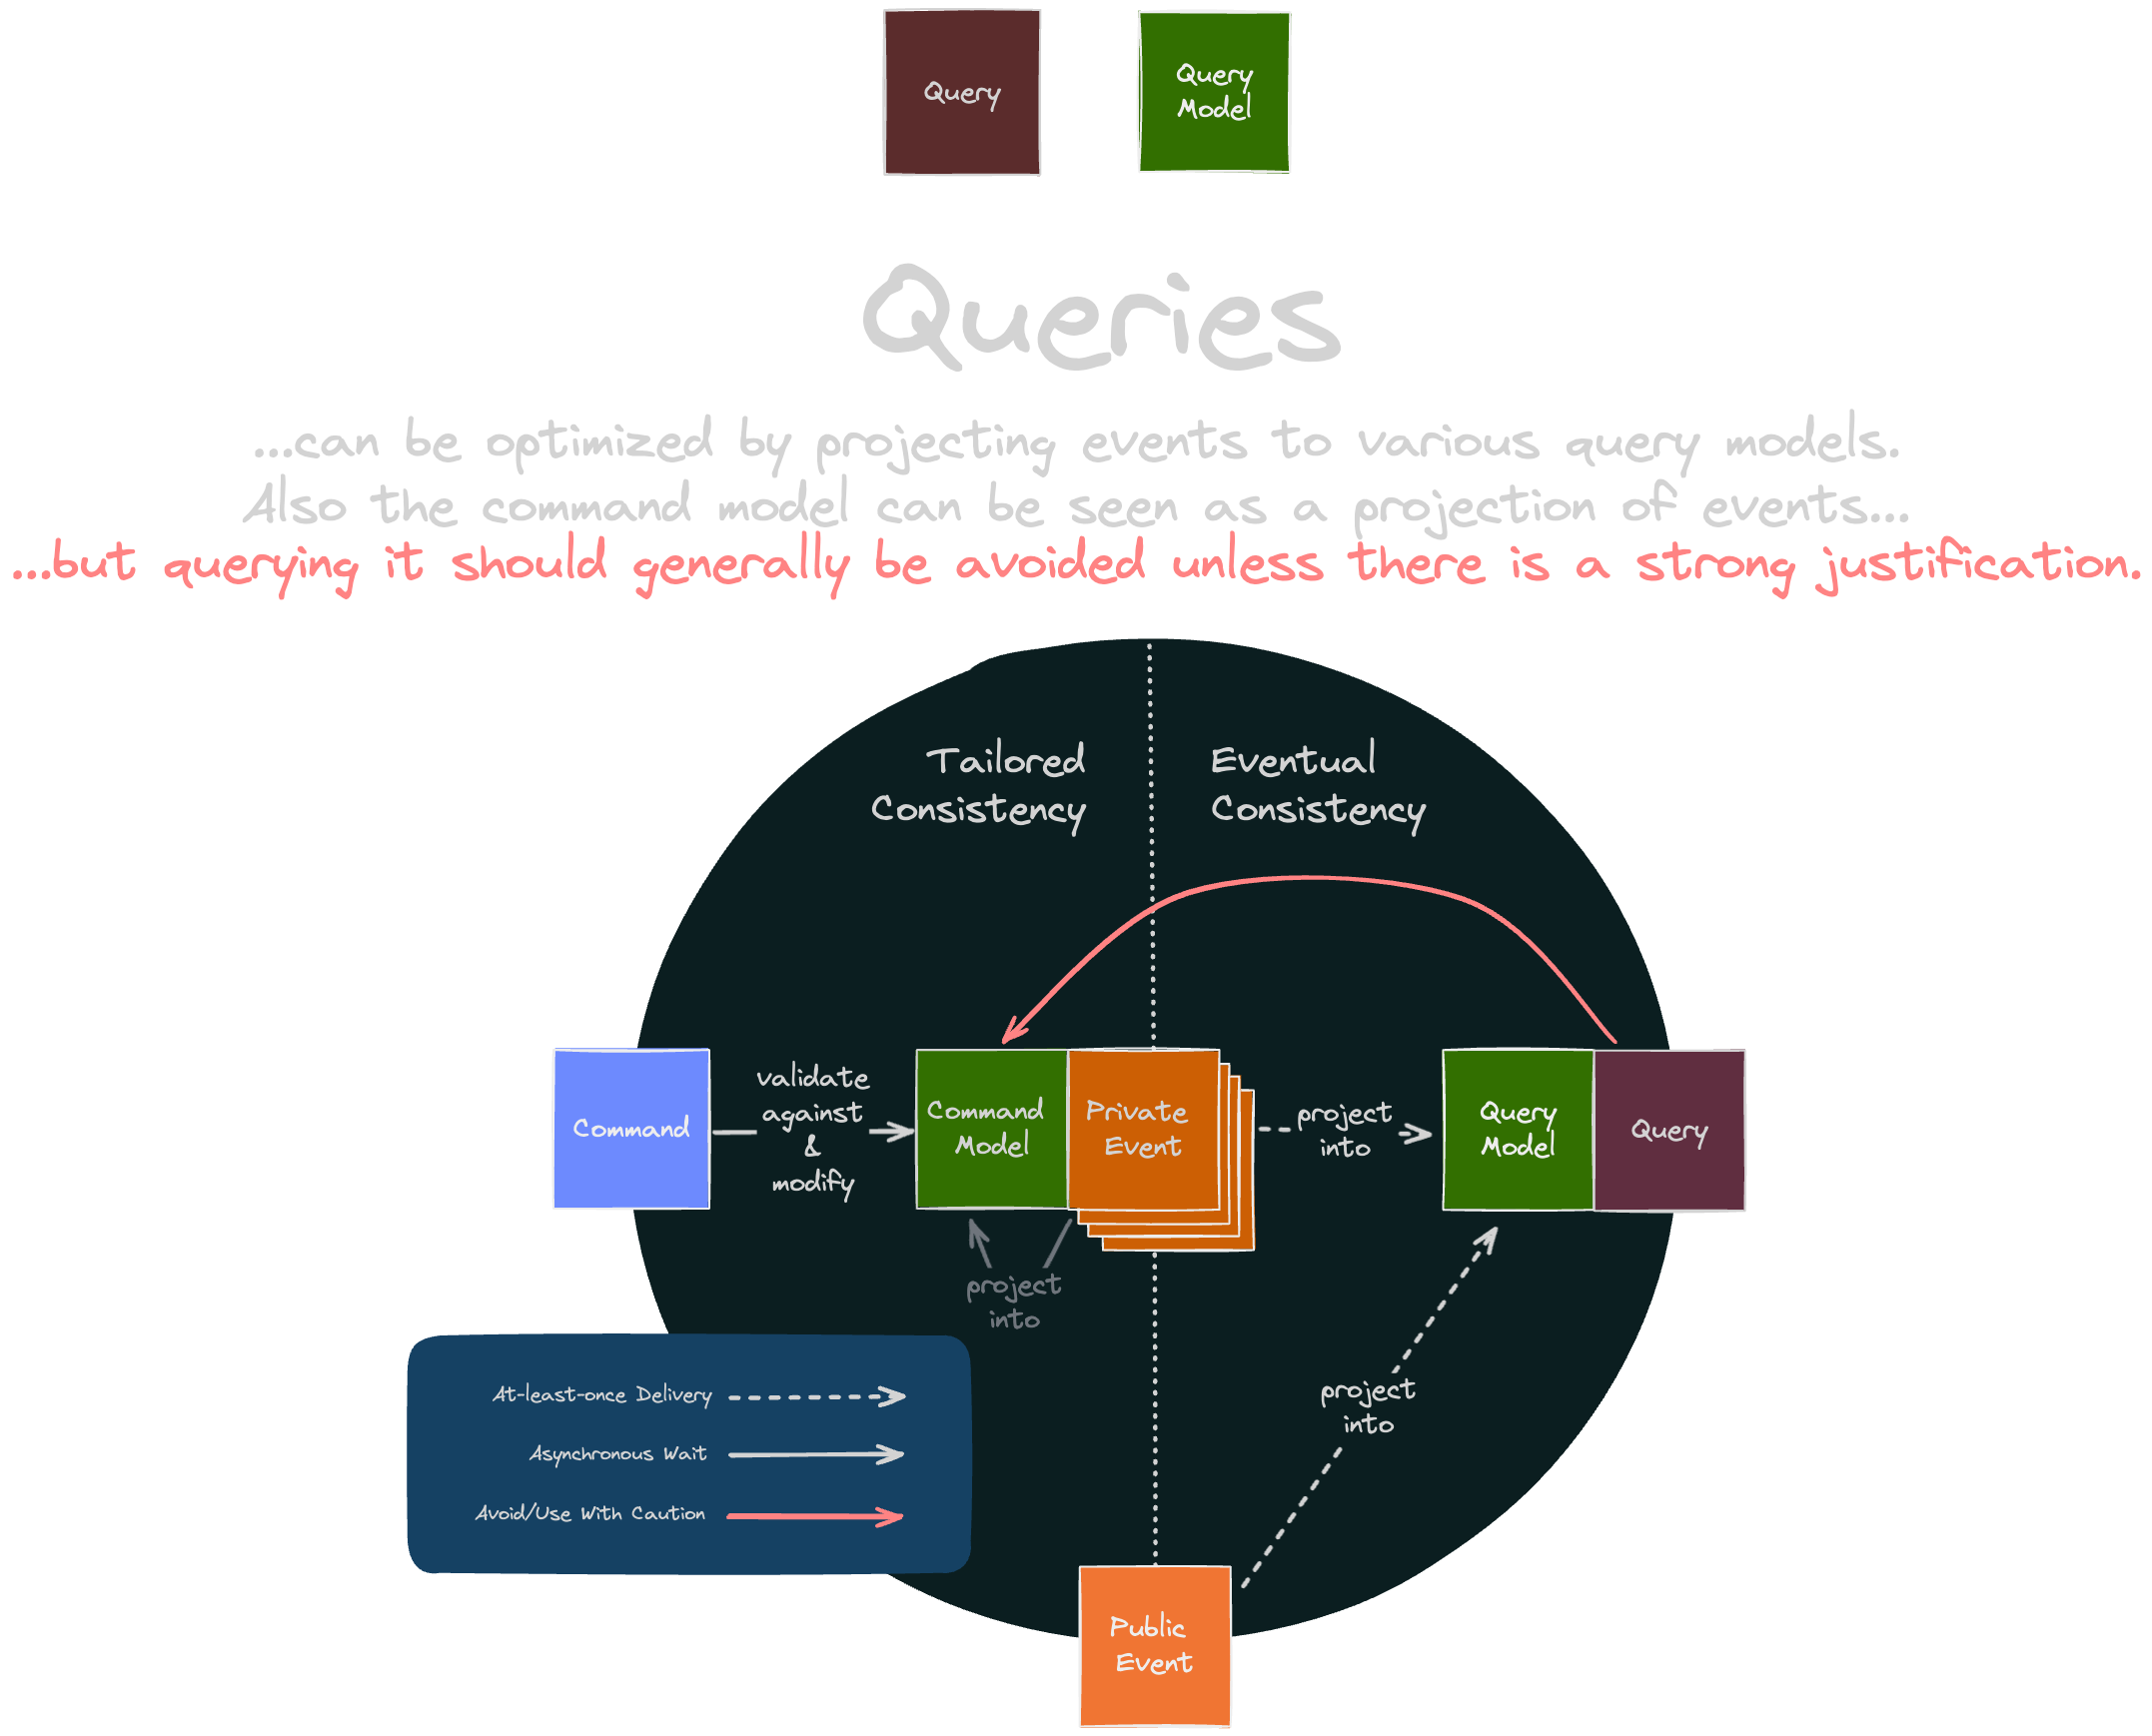 Query
Query
Model
Queries
...can be optimized by projecting events to various query models.
Also the command model can be seen as a projection of events...
...but querying it should generally be avoided unless there is a strong justification.
Tailored
Consistency
Eventual
Consistency
Command
validate
against
&
modify
Command
Model
Private
Event
project
into
Query
Model
Query
project
into
project
into
At-least-once Delivery
Asynchronous Wait
Avoid/Use With Caution
Public
Event